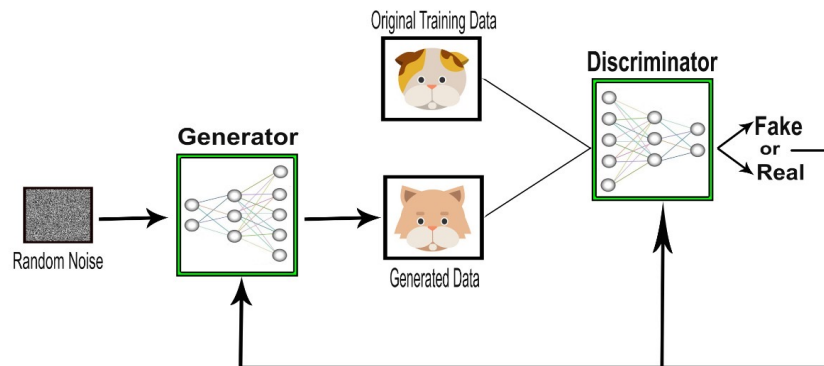 Original Training Data
Discriminator
Generator
Fake
or
Real
Random Noise
Generated Data